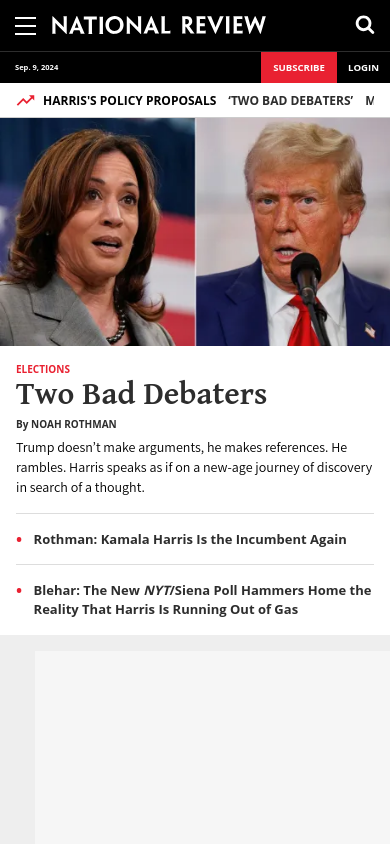 NATIONAL REVIEW
Sep. 9, 2024
SUBSCRIBE
LOGIN
HARRIS'S POLICY PROPOSALS
‘TWO BAD DEBATERS’
ELECTIONS
Two Bad Debaters
By NOAH ROTHMAN
Trump doesn’t make arguments, he makes references. He
rambles. Harris speaks as if on a new-age journey of discovery
in search of a thought.
Rothman: Kamala Harris Is the Incumbent Again
Blehar: The New NYT/Siena Poll Hammers Home the
Reality That Harris Is Running Out of Gas